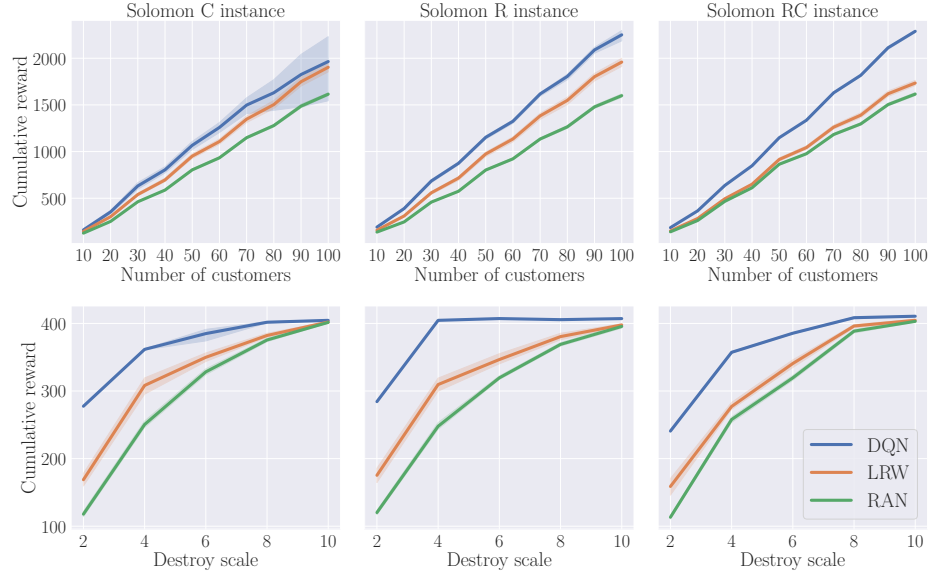 Solomon C instance
Solomon R instance
Solomon RC instance
Cumulative reward
2000
1500
1000
500
10 20 30 40 50 60 70 80 90 100
10 20 30 40 50 60 70 80 90 100
10 20 30 40 50 60 70 80 90 100
Number of customers
Number of customers
Number of customers
Cumulative reward
400
300
200
100
2 4 6 8 10
2 4 6 8 10
2 4 6 8 10
Destroy scale
Destroy scale
Destroy scale
DQN
LRW
RAN